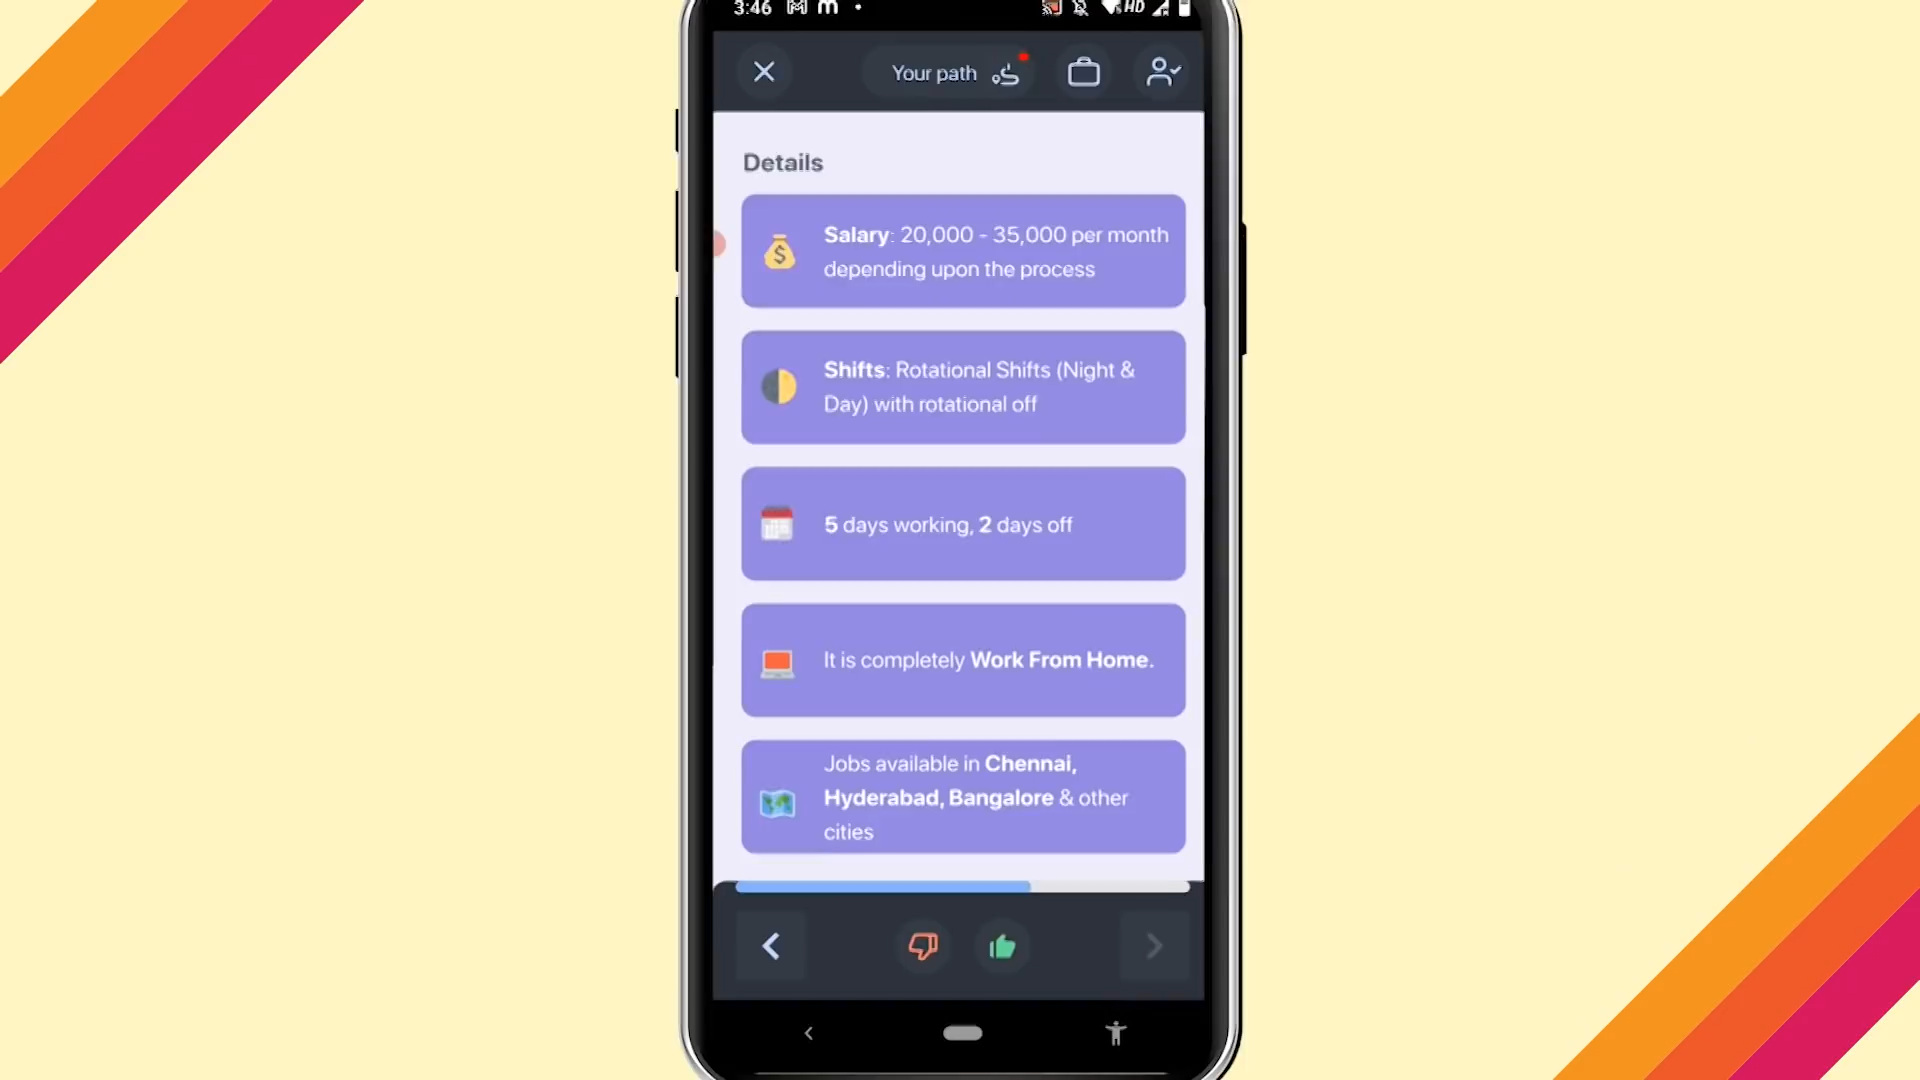 3:46
HD
Your path
Details
Salary: 20,000 - 35,000 per month
depending upon the process
Shifts: Rotational Shifts (Night &
Day) with rotational off
5 days working, 2 days off
It is completely Work From Home.
Jobs available in Chennai,
Hyderabad, Bangalore & other
cities